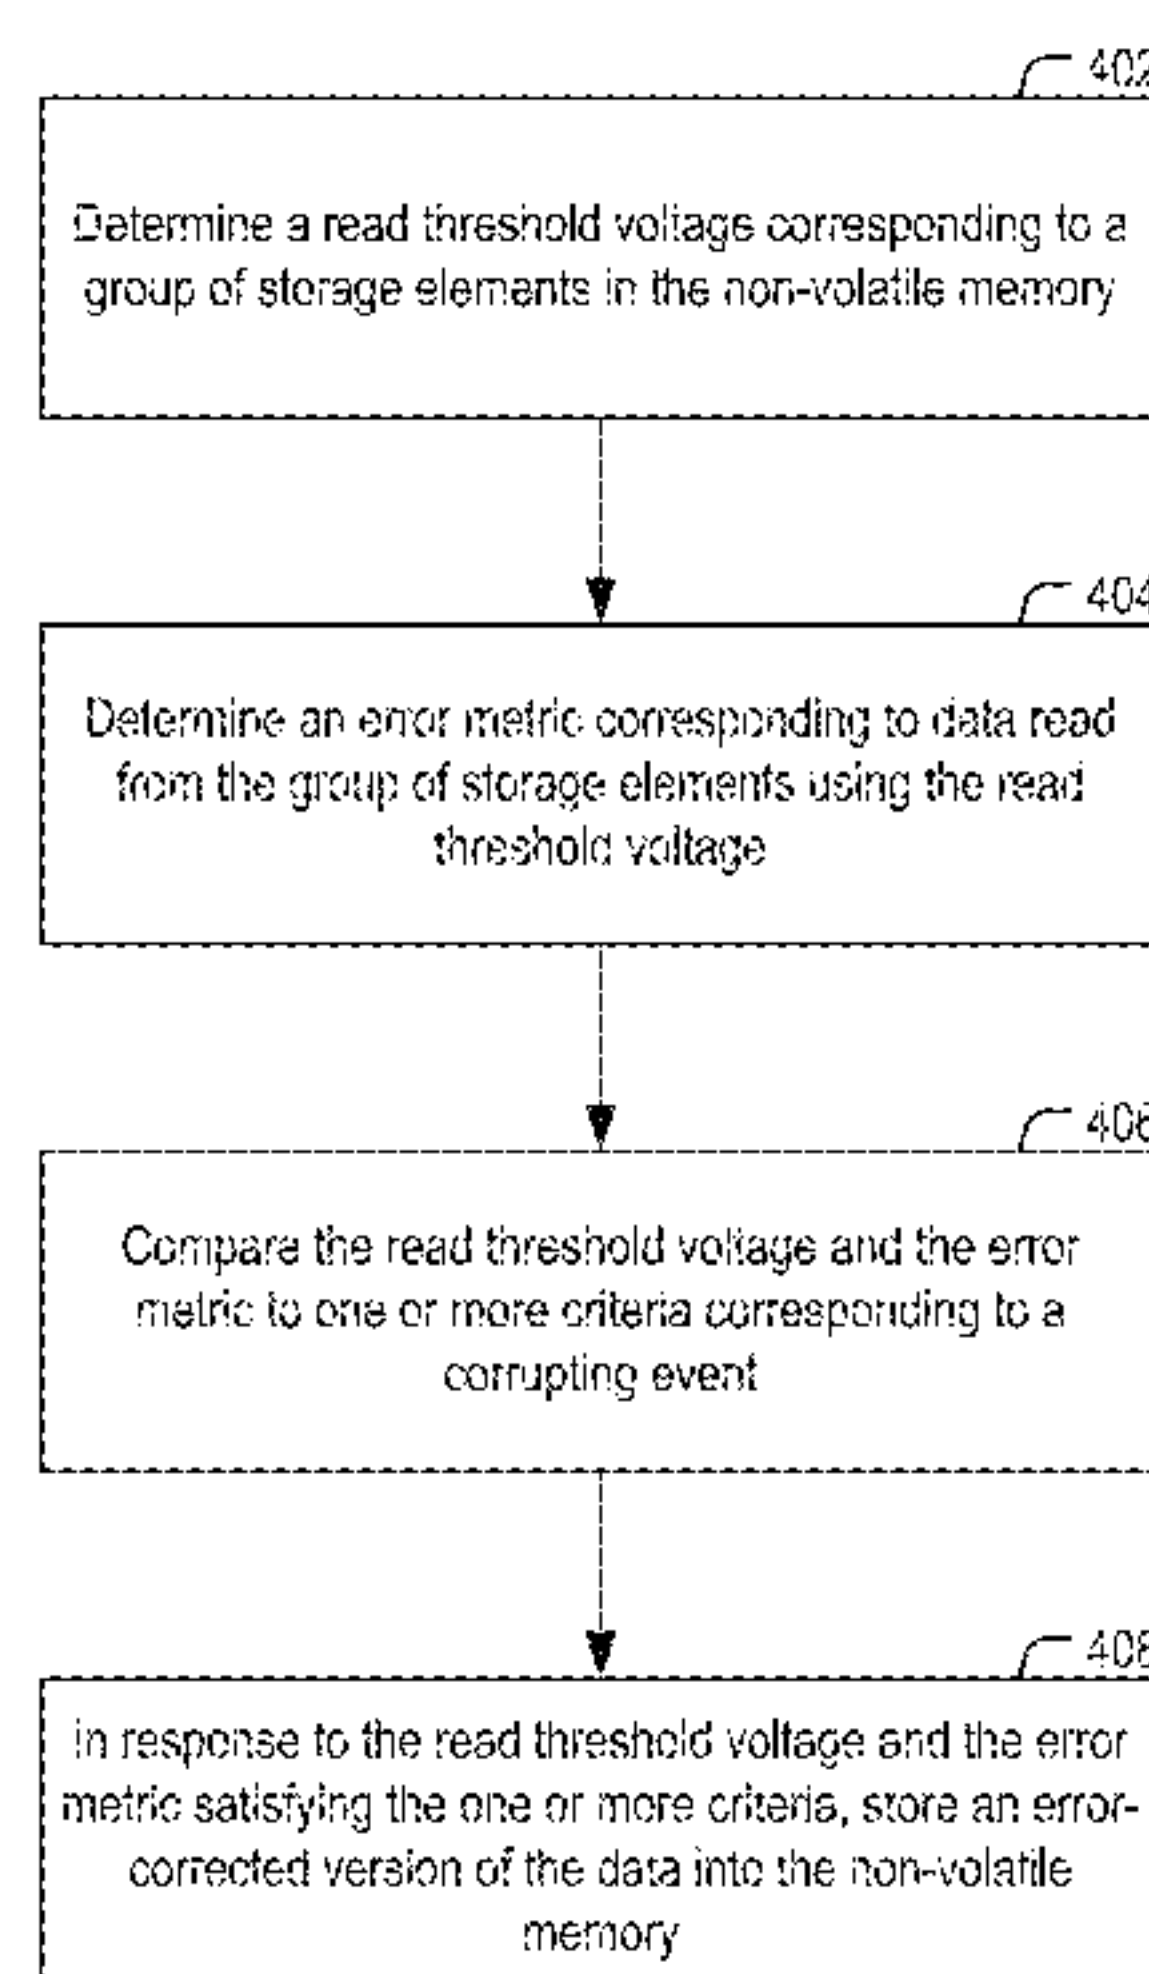 402
Determine a read threshold voltage corresponding to a
group of storage elements in the non-volatile memory
404
Determine an error metric corresponding to data read
from the group of storage elements using the read
threshold voltage
406
Compare the read threshold voltage and the error
metric to one or more criteria corresponding to a
corrupting event
408
In response to the read threshold voltage and the error
metric satisfying the one or more criteria, store an error-
corrected version of the data into the non-volatile
memory